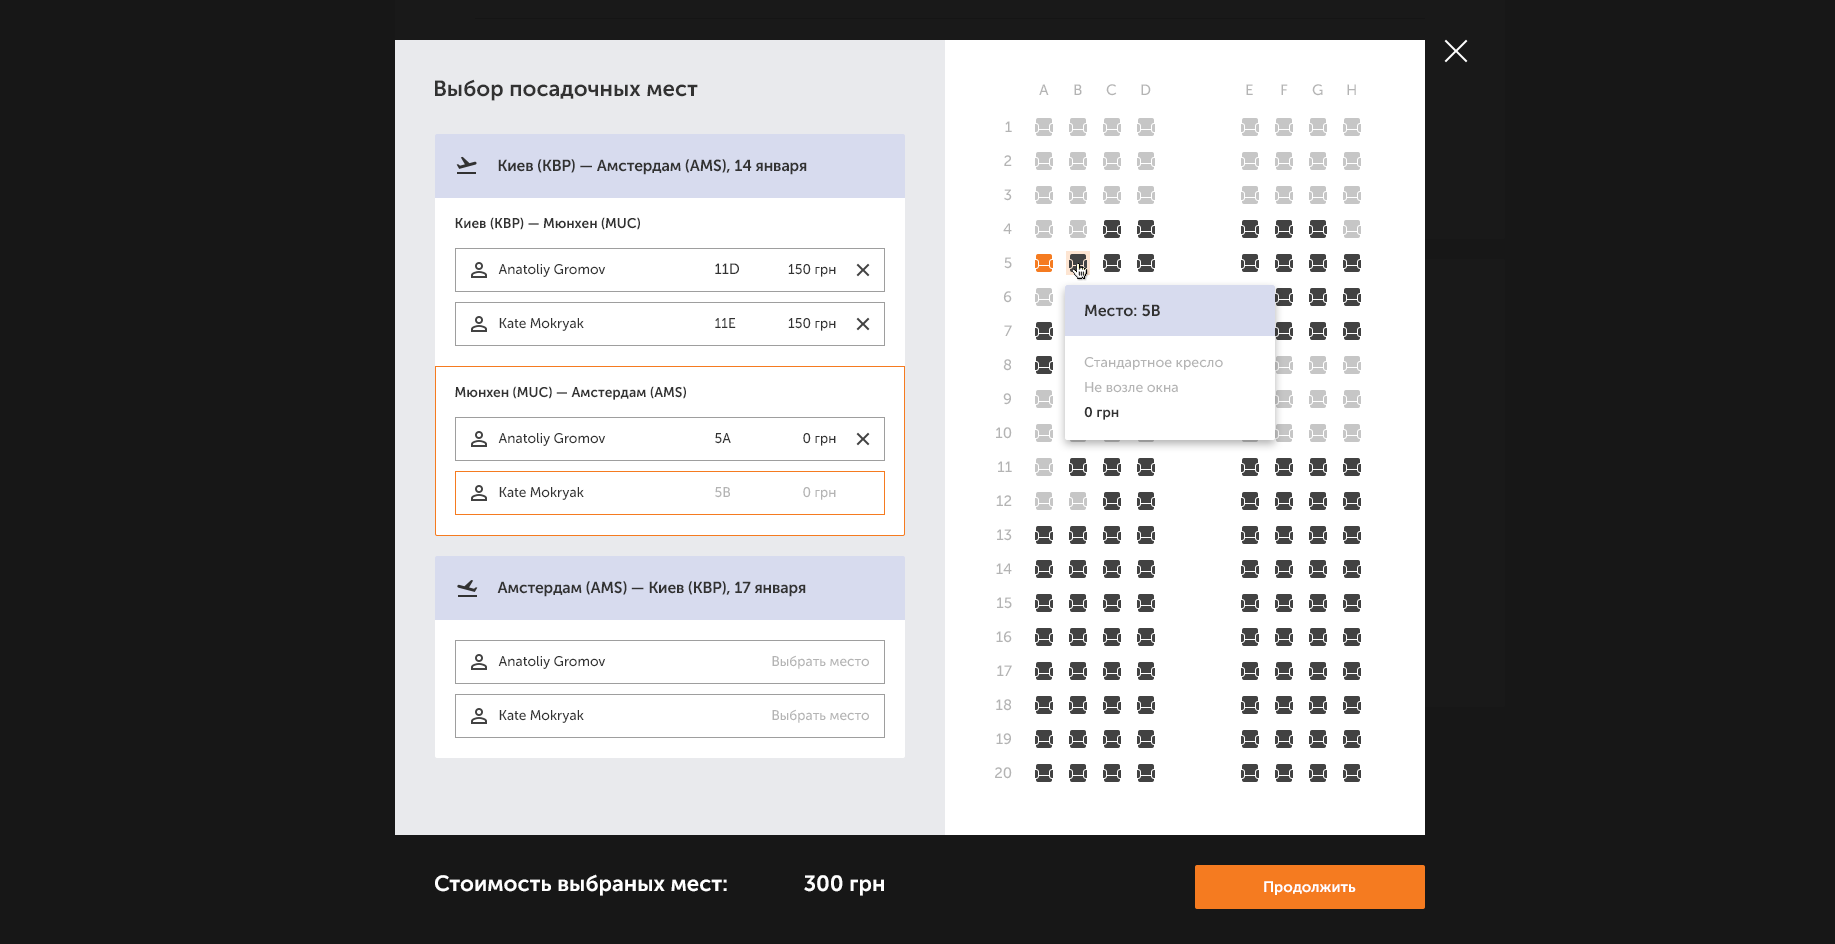 Выбор посадочных мест
Киев (KBP) — Амстердам (AMS), 14 января
Киев (KBP) — Мюнхен (MUC)
Anatoliy Gromov 11D 150 грн
Kate Mokryak 11E 150 грн
Мюнхен (MUC) — Амстердам (AMS)
Anatoliy Gromov 5A 0 грн
Kate Mokryak 5B 0 грн
Амстердам (AMS) — Киев (KBP), 17 января
Anatoliy Gromov Выбрать место
Kate Mokryak Выбрать место
A B C D E F G H
1
2
3
4
5
6
7
8
9
10
11
12
13
14
15
16
17
18
19
20
Место: 5B
Стандартное кресло
Не возле окна
0 грн
Стоимость выбраных мест: 300 грн
Продолжить